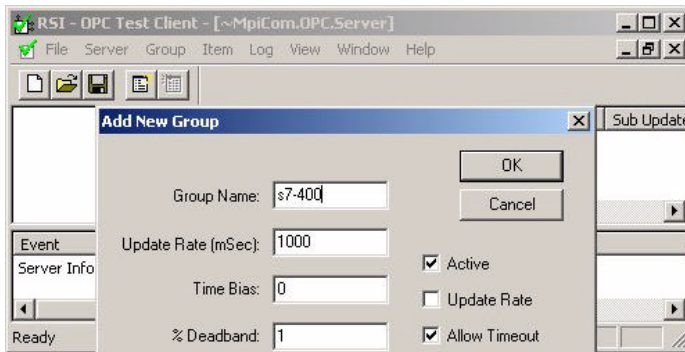 RSI - OPC Test Client - [~MpiCom.OPC.Server]
File Server Group Item Log View Window Help
Add New Group
Sub Update
OK
Group Name: s7-400
Cancel
Event
Update Rate (mSec): 1000
Server Info
Active
Time Bias: 0
Update Rate
Ready
% Deadband: 1
Allow Timeout